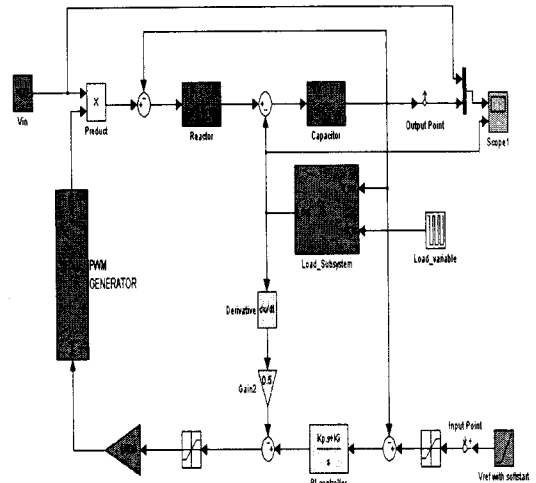 Vin
X
Product
Reactor
Capacitor
Output Point
Scope1
PWM
GENERATOR
Load_Subsystem
Load_variable
Derivative
du/dt
Gain2
0.5
Kp.s+Ki
s
PI controller
Input Point
Vref with softstart